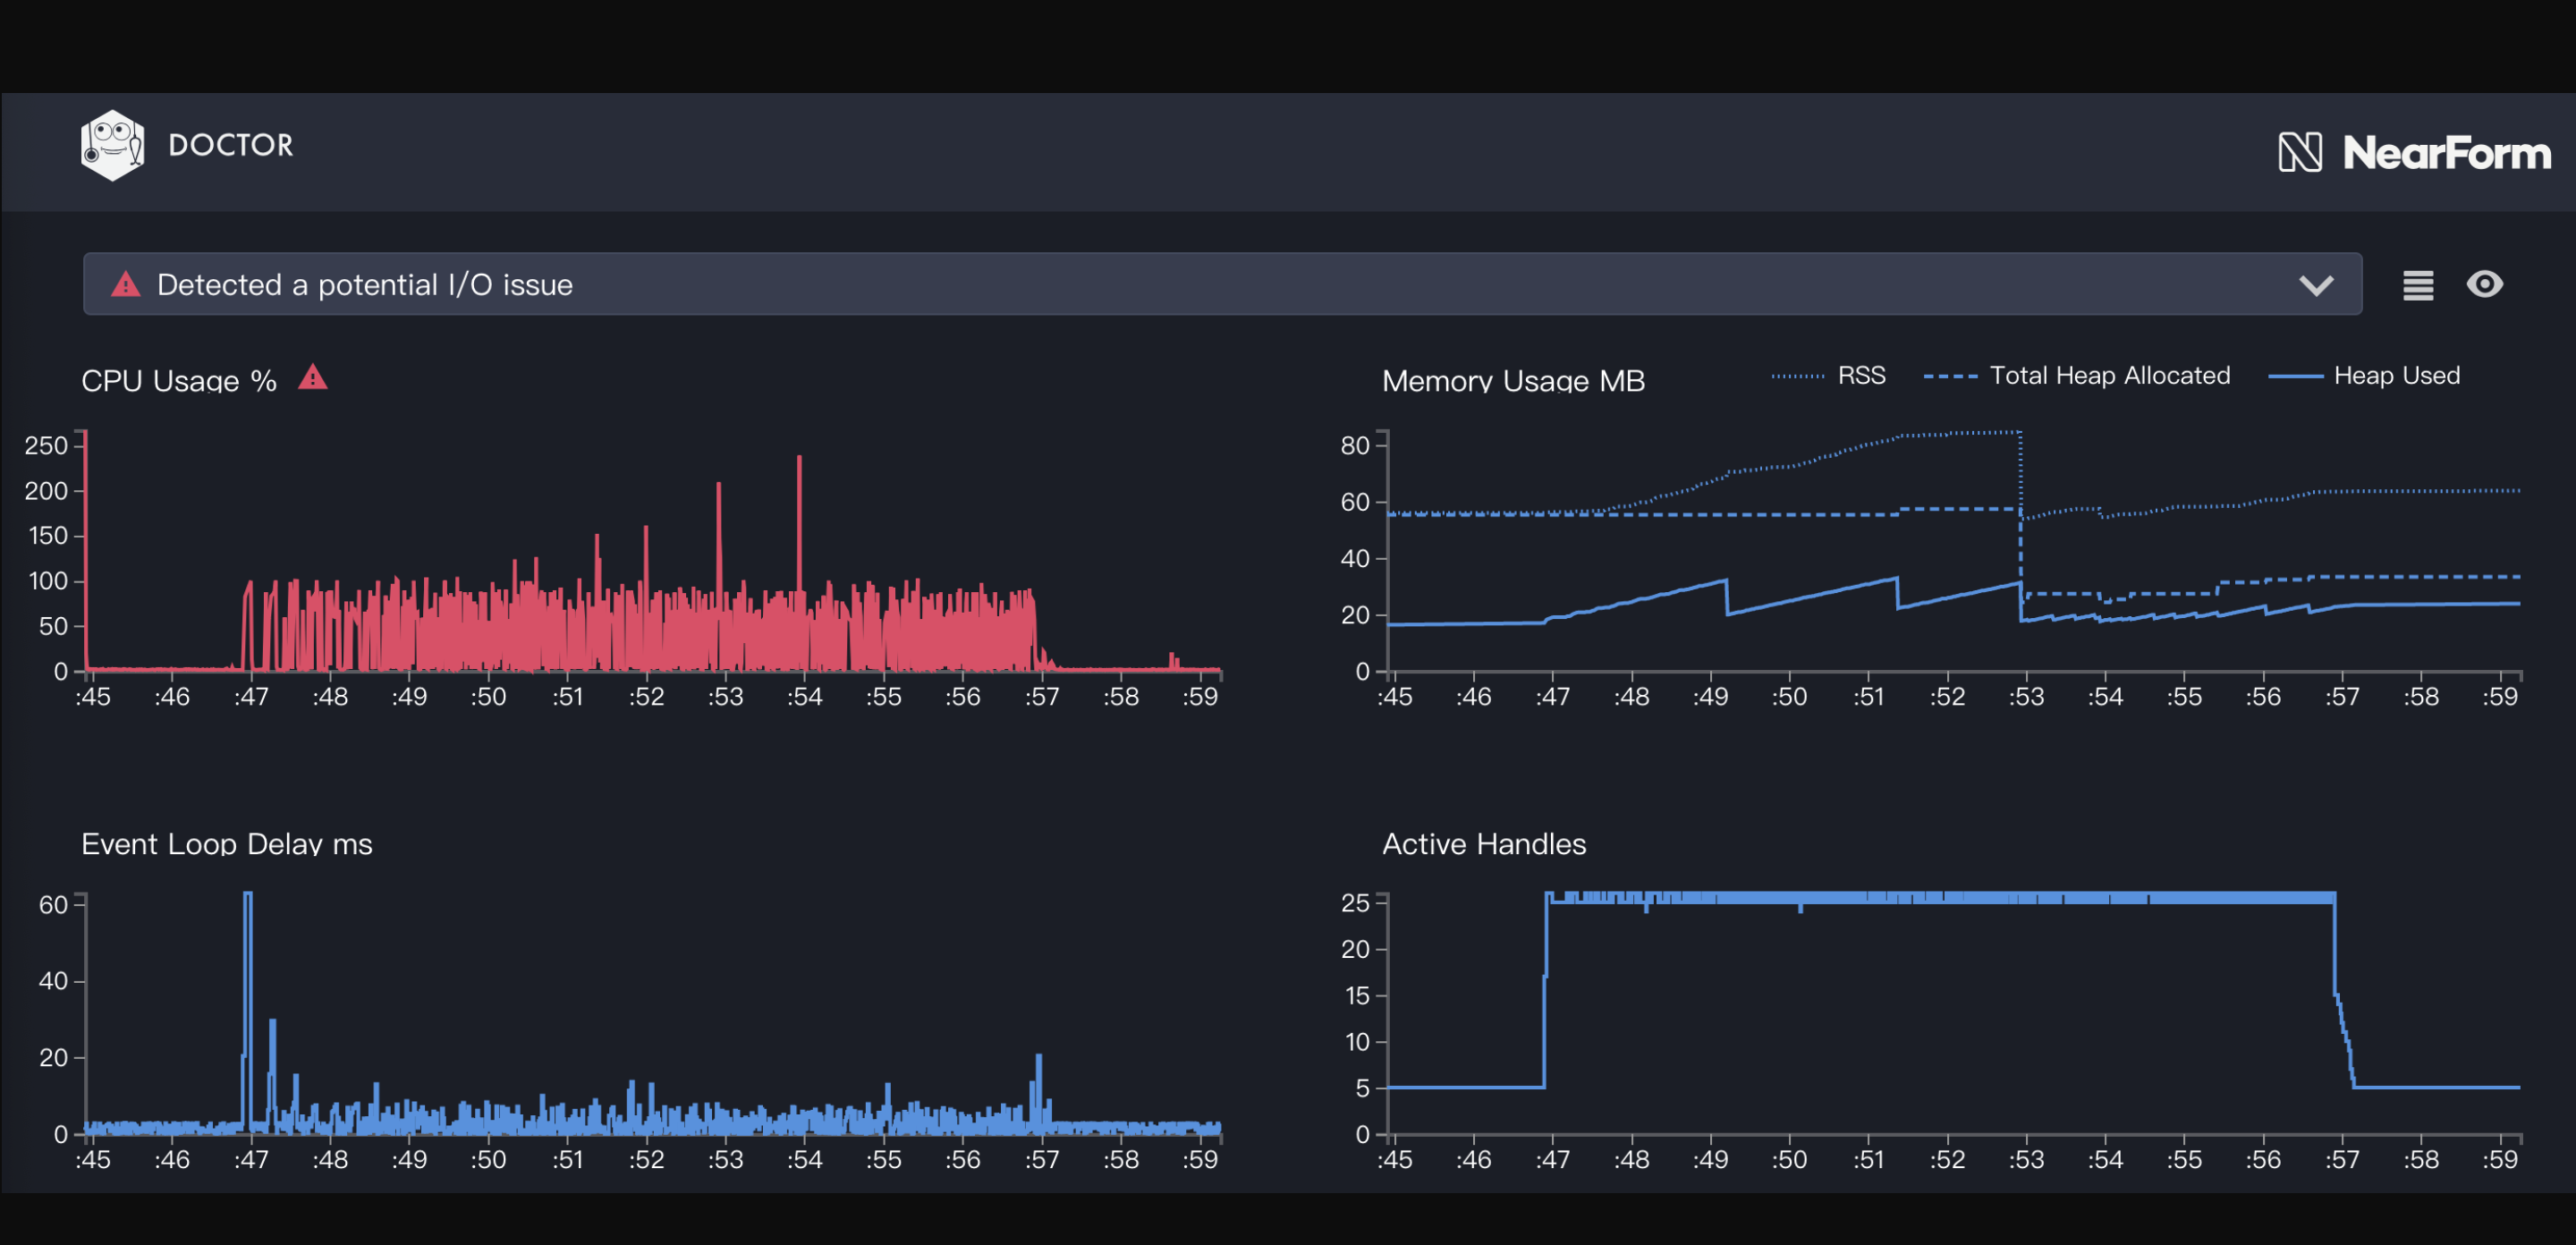 DOCTOR
NearForm
Detected a potential I/O issue
CPU Usage %
250
200
150
100
50
0
:45 :46 :47 :48 :49 :50 :51 :52 :53 :54 :55 :56 :57 :58 :59
Memory Usage MB
RSS Total Heap Allocated Heap Used
80
60
40
20
0
:45 :46 :47 :48 :49 :50 :51 :52 :53 :54 :55 :56 :57 :58 :59
Event Loop Delay ms
60
40
20
0
:45 :46 :47 :48 :49 :50 :51 :52 :53 :54 :55 :56 :57 :58 :59
Active Handles
25
20
15
10
5
0
:45 :46 :47 :48 :49 :50 :51 :52 :53 :54 :55 :56 :57 :58 :59